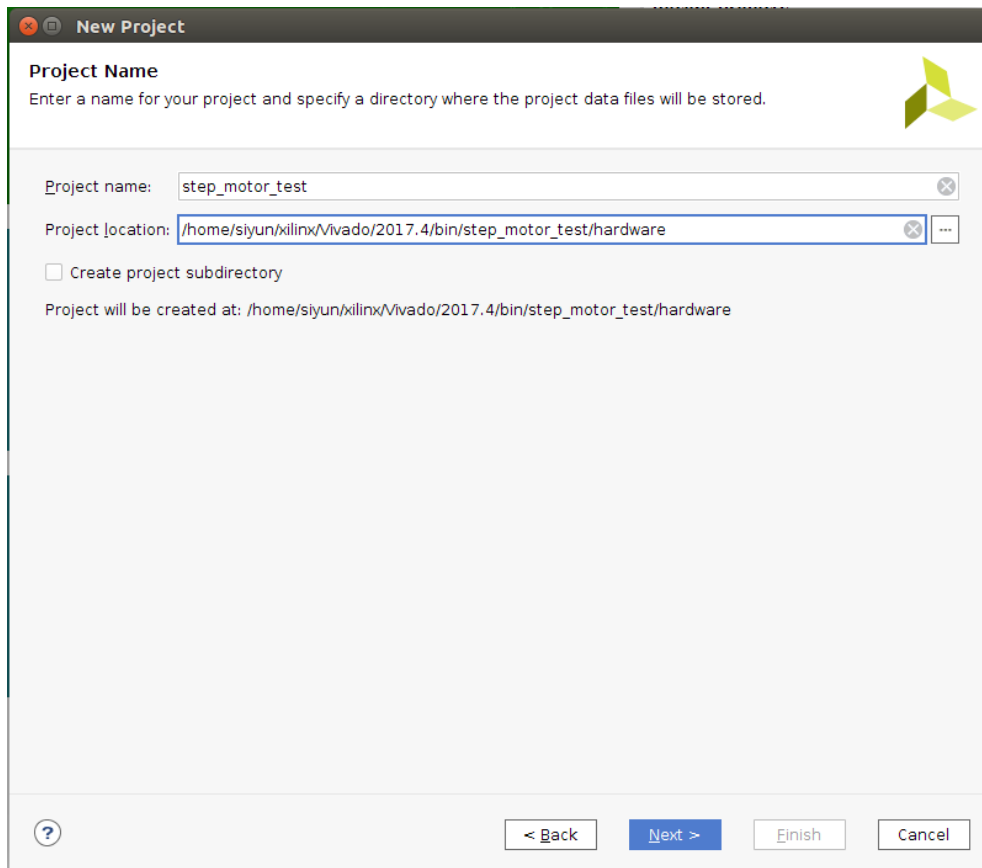 New Project
Project Name
Enter a name for your project and specify a directory where the project data files will be stored.
Project name: step_motor_test
Project location: /home/siyun/xilinx/Vivado/2017.4/bin/step_motor_test/hardware ...
Create project subdirectory
Project will be created at: /home/siyun/xilinx/Vivado/2017.4/bin/step_motor_test/hardware
? < Back Next > Finish Cancel